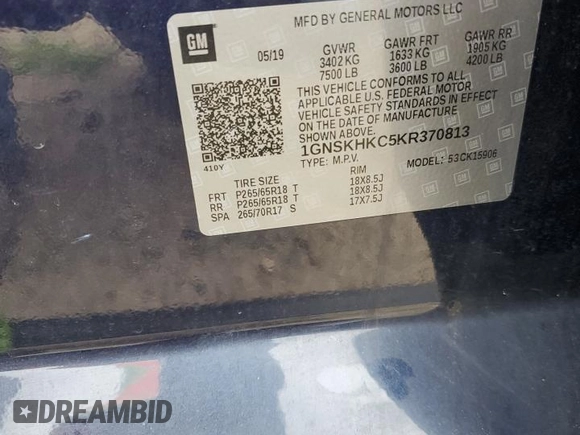 MFD BY GENERAL MOTORS LLC
GM
05/19
GVWR
3402 KG
7500 LB
GAWR FRT
1633 KG
3600 LB
GAWR RR
1905 KG
4200 LB
THIS VEHICLE CONFORMS TO ALL
APPLICABLE U.S. FEDERAL MOTOR
VEHICLE SAFETY STANDARDS IN EFFECT
ON THE DATE OF MANUFACTURE
SHOWN ABOVE.
1GNSKHKC5KR370813
TYPE: M.P.V.
MODEL: 53CK15906
410Y
TIRE SIZE
RIM
FRT P265/65R18 T 18X8.5J
RR P265/65R18 T 18X8.5J
SPA 265/70R17 S 17X7.5J
DREAMBID